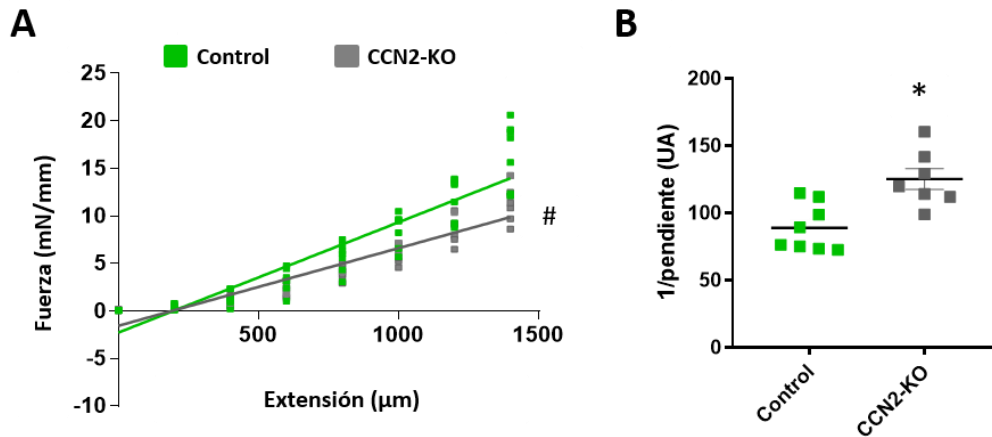 A
Control
CCN2-KO
25
20
15
10
5
0
-5
-10
500
1000
1500
Fuerza (mN/mm)
Extensión (µm)
#
B
200
150
100
50
0
1/pendiente (UA)
*
Control
CCN2-KO